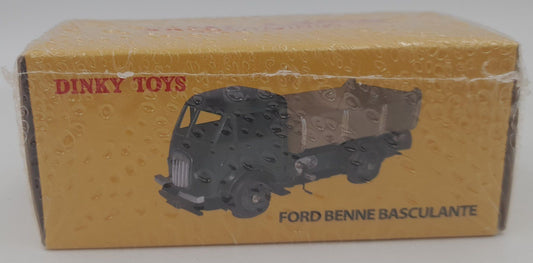 DINKY TOYS
FORD BENNE BASCULANTE